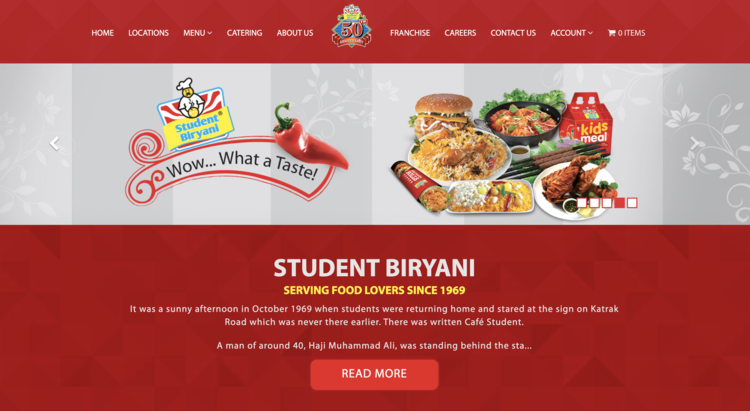 HOME
LOCATIONS
MENU
CATERING
ABOUT US
50
FRANCHISE
CAREERS
CONTACT US
ACCOUNT
0 ITEMS
Student
Biryani
Wow... What a Taste!
kids
meal
STUDENT BIRYANI
SERVING FOOD LOVERS SINCE 1969
It was a sunny afternoon in October 1969 when students were returning home and stared at the sign on Katrak
Road which was never there earlier. There was written Café Student.
A man of around 40, Haji Muhammad Ali, was standing behind the sta...
READ MORE